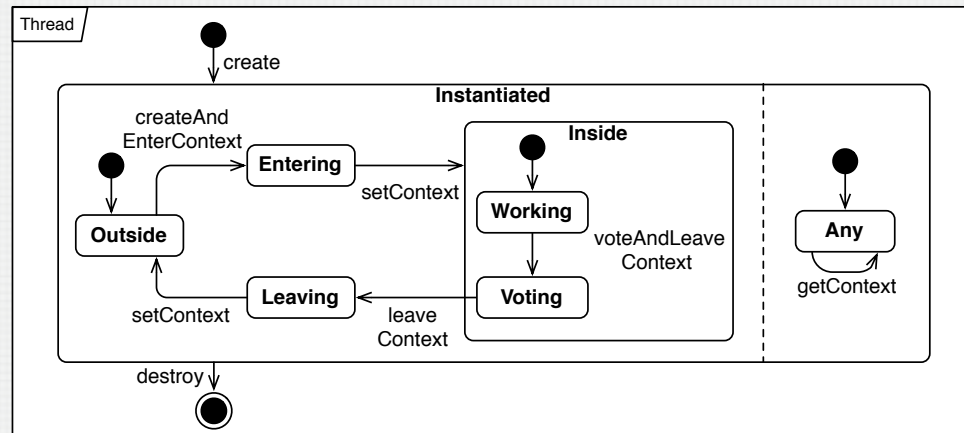 Thread
create
Instantiated
createAnd
EnterContext
Inside
Entering
setContext
Working
Outside
Any
voteAndLeave
Context
getContext
Leaving
Voting
setContext
leave
Context
destroy